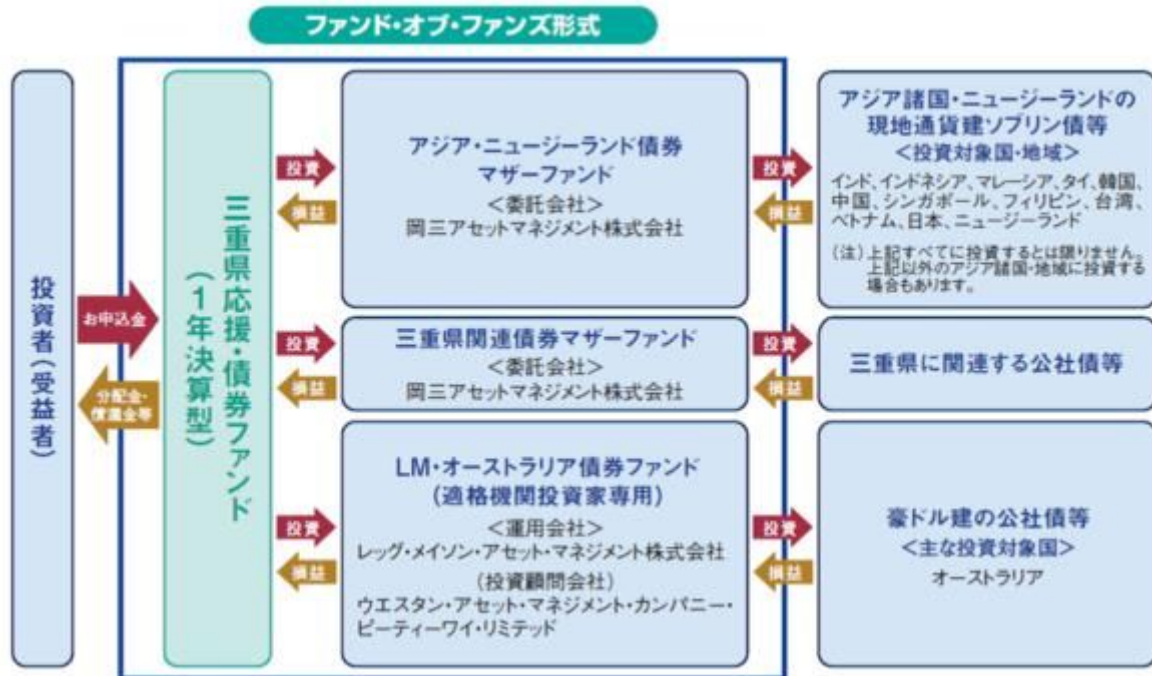 ファンド・オブ・ファンズ形式
投資者(受益者)
お申込金
分配金・
償還金等
三重県応援・債券ファンド
(1年決算型)
投資
損益
アジア・ニュージーランド債券
マザーファンド
<委託会社>
岡三アセットマネジメント株式会社
投資
損益
アジア諸国・ニュージーランドの
現地通貨建ソブリン債等
<投資対象国・地域>
インド、インドネシア、マレーシア、タイ、韓国、
中国、シンガポール、フィリピン、台湾、
ベトナム、日本、ニュージーランド
(注)上記すべてに投資するとは限りません。
上記以外のアジア諸国・地域に投資する
場合もあります。
投資
損益
三重県関連債券マザーファンド
<委託会社>
岡三アセットマネジメント株式会社
投資
損益
三重県に関連する公社債等
投資
損益
LM・オーストラリア債券ファンド
(適格機関投資家専用)
<運用会社>
レッグ・メイソン・アセット・マネジメント株式会社
(投資顧問会社)
ウエスタン・アセット・マネジメント・カンパニー・
ピーティーワイ・リミテッド
投資
損益
豪ドル建の公社債等
<主な投資対象国>
オーストラリア